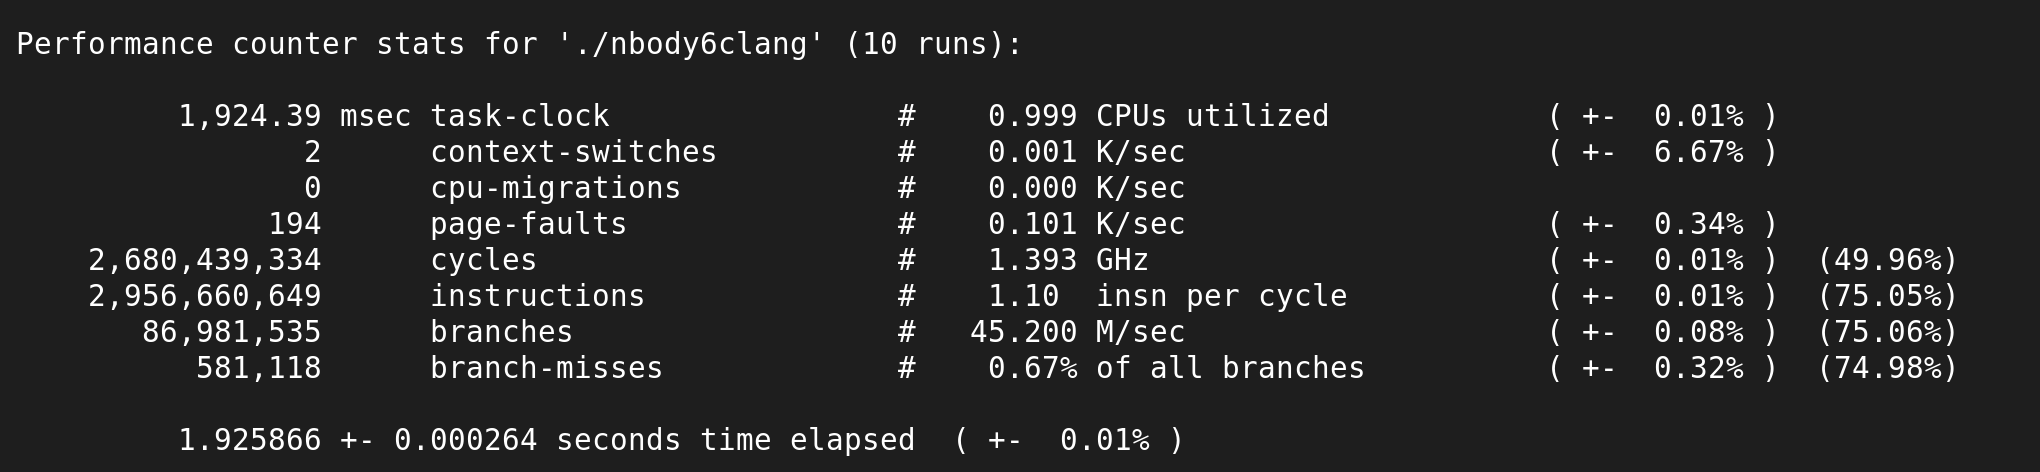 Performance counter stats for './nbody6clang' (10 runs):
1,924.39 msec task-clock # 0.999 CPUs utilized ( +- 0.01% )
2 context-switches # 0.001 K/sec ( +- 6.67% )
0 cpu-migrations # 0.000 K/sec
194 page-faults # 0.101 K/sec ( +- 0.34% )
2,680,439,334 cycles # 1.393 GHz ( +- 0.01% ) (49.96%)
2,956,660,649 instructions # 1.10 insn per cycle ( +- 0.01% ) (75.05%)
86,981,535 branches # 45.200 M/sec ( +- 0.08% ) (75.06%)
581,118 branch-misses # 0.67% of all branches ( +- 0.32% ) (74.98%)
1.925866 +- 0.000264 seconds time elapsed ( +- 0.01% )